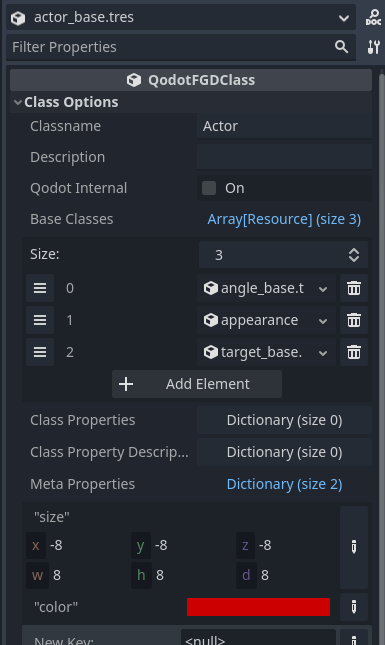 actor_base.tres
DOC
Filter Properties
QodotFGDClass
Class Options
Classname Actor
Description
Qodot Internal On
Base Classes Array[Resource] (size 3)
Size: 3
0 angle_base.t
1 appearance
2 target_base.
Add Element
Class Properties Dictionary (size 0)
Class Property Descrip... Dictionary (size 0)
Meta Properties Dictionary (size 2)
"size"
x -8 y -8 z -8
w 8 h 8 d 8
"color"
New Key: <null>